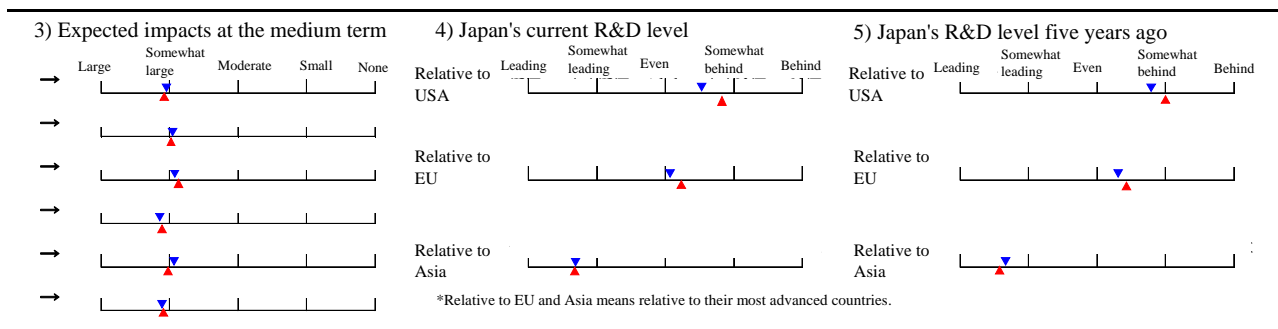 3) Expected impacts at the medium term
Large
Somewhat
large
Moderate
Small
None
4) Japan's current R&D level
Leading
Somewhat
leading
Even
Somewhat
behind
Behind
Relative to
USA
Relative to
EU
Relative to
Asia
*Relative to EU and Asia means relative to their most advanced countries.
5) Japan's R&D level five years ago
Leading
Somewhat
leading
Even
Somewhat
behind
Behind
Relative to
USA
Relative to
EU
Relative to
Asia